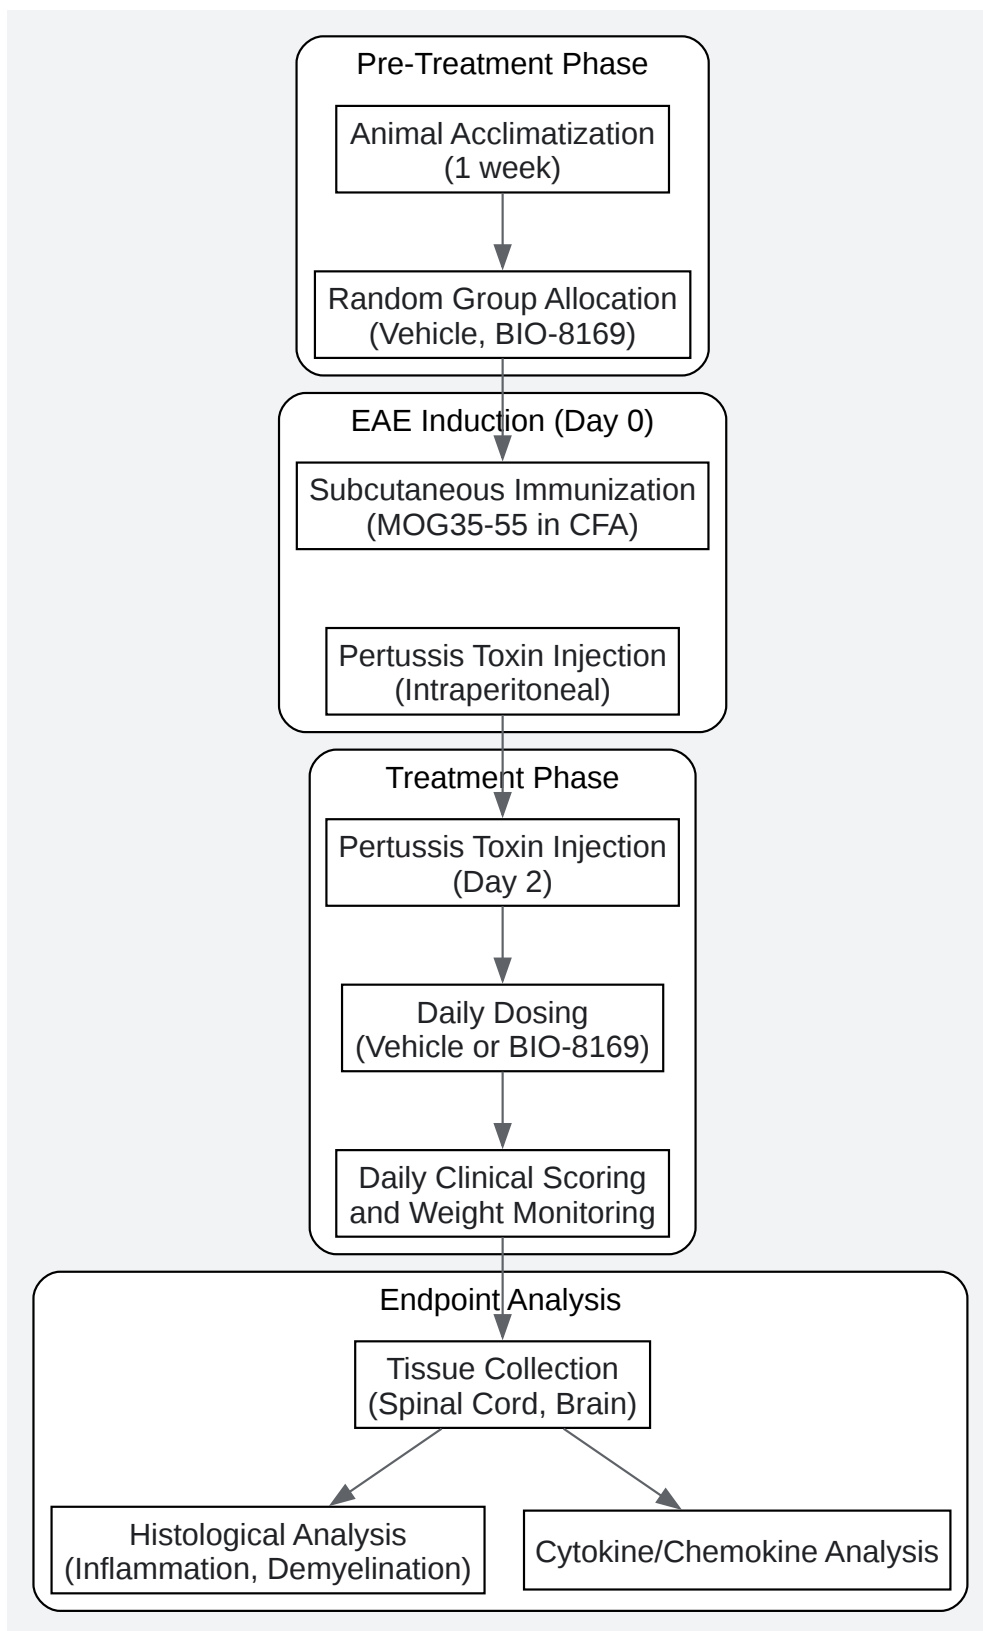 Pre-Treatment Phase
Animal Acclimatization
(1 week)
Random Group Allocation
(Vehicle, BIO-8169)
EAE Induction (Day 0)
Subcutaneous Immunization
(MOG35-55 in CFA)
Pertussis Toxin Injection
(Intraperitoneal)
Treatment Phase
Pertussis Toxin Injection
(Day 2)
Daily Dosing
(Vehicle or BIO-8169)
Daily Clinical Scoring
and Weight Monitoring
Endpoint Analysis
Tissue Collection
(Spinal Cord, Brain)
Histological Analysis
(Inflammation, Demyelination)
Cytokine/Chemokine Analysis